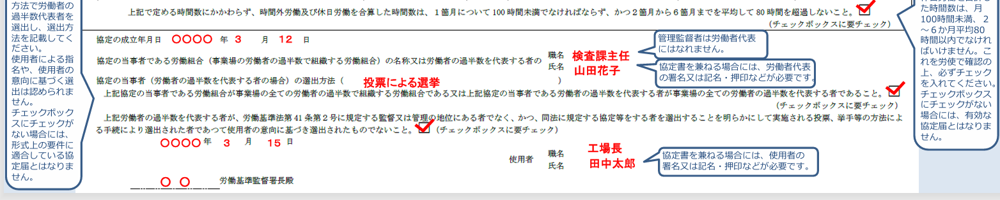 方法で労働者の
過半数代表者を
選出し、選出方
法を記載してく
ださい。
使用者による指
名や、使用者の
意向に基づく選
出は認められま
せん。
チェックボック
スにチェックが
ない場合には、
形式上の要件に
適合している協
定届とはなりま
せん。
上記で定める時間数にかかわらず、時間外労働及び休日労働を合算した時間数は、1箇月について100時間未満でなければならず、かつ2箇月から6箇月までを平均して80時間を超過しないこと。
(チェックボックスに要チェック)
協定の成立年月日 〇〇〇〇 年 3 月 12 日
管理監督者は労働者代表
にはなれません。
協定の当事者である労働組合(事業場の労働者の過半数で組織する労働組合)の名称又は労働者の過半数を代表する者の
職名 検査課主任
氏名 山田花子
協定書を兼ねる場合には、労働者代表
の署名又は記名・押印などが必要です。
協定の当事者(労働者の過半数を代表する者の場合)の選出方法( 投票による選挙 )
上記協定の当事者である労働組合が事業場の全ての労働者の過半数で組織する労働組合である又は上記協定の当事者である労働者の過半数を代表する者が事業場の全ての労働者の過半数を代表する者であること。
(チェックボックスに要チェック)
上記労働者の過半数を代表する者が、労働基準法第41条第2号に規定する監督又は管理の地位にある者でなく、かつ、同法に規定する協定等をする者を選出することを明らかにして実施される投票、挙手等の方法によ
る手続により選出された者であつて使用者の意向に基づき選出されたものでないこと。 (チェックボックスに要チェック)
〇〇〇〇 年 3 月 15 日
使用者
職名 工場長
氏名 田中太郎
協定書を兼ねる場合には、使用者の
署名又は記名・押印などが必要です。
〇 〇 労働基準監督署長殿
た時間数は、月
100時間未満、2
~6か月平均80
時間以内でなけれ
ばいけません。こ
れを労使で確認の
上、必ずチェック
を入れてください。
チェックボックス
にチェックがない
場合には、有効な
協定届とはなりま
せん。